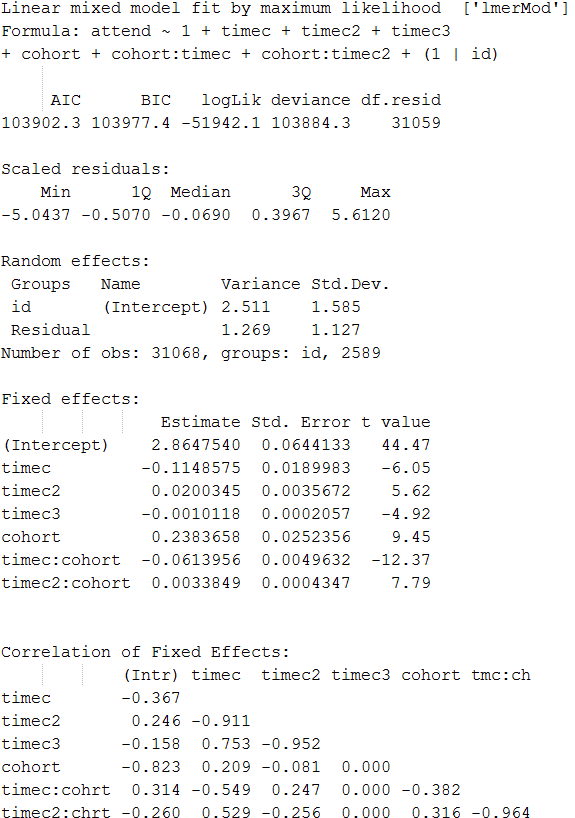 Linear mixed model fit by maximum likelihood  ['lmerMod']
Formula: attend ~ 1 + timec + timec2 + timec3
+ cohort + cohort:timec + cohort:timec2 + (1 | id)
     AIC      BIC   logLik deviance df.resid
103902.3 103977.4 -51942.1 103884.3    31059
Scaled residuals:
    Min      1Q  Median      3Q     Max
-5.0437 -0.5070 -0.0690  0.3967  5.6120
Random effects:
 Groups   Name        Variance Std.Dev.
 id       (Intercept) 2.511    1.585
 Residual             1.269    1.127
Number of obs: 31068, groups: id, 2589
Fixed effects:
                Estimate Std. Error t value
(Intercept)    2.8647540  0.0644133   44.47
timec         -0.1148575  0.0189983   -6.05
timec2         0.0200345  0.0035672    5.62
timec3        -0.0010118  0.0002057   -4.92
cohort         0.2383658  0.0252356    9.45
timec:cohort  -0.0613956  0.0049632  -12.37
timec2:cohort  0.0033849  0.0004347    7.79
Correlation of Fixed Effects:
            (Intr) timec  timec2 timec3 cohort tmc:ch
timec       -0.367
timec2       0.246 -0.911
timec3      -0.158  0.753 -0.952
cohort      -0.823  0.209 -0.081  0.000
timec:cohrt  0.314 -0.549  0.247  0.000 -0.382
timec2:chrt -0.260  0.529 -0.256  0.000  0.316 -0.964